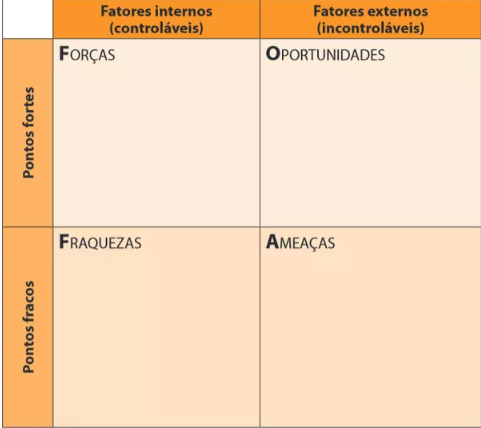 Fatores internos
(controláveis)
Fatores externos
(incontroláveis)
Pontos fortes
FORÇAS
OPORTUNIDADES
Pontos fracos
FRAQUEZAS
AMEAÇAS